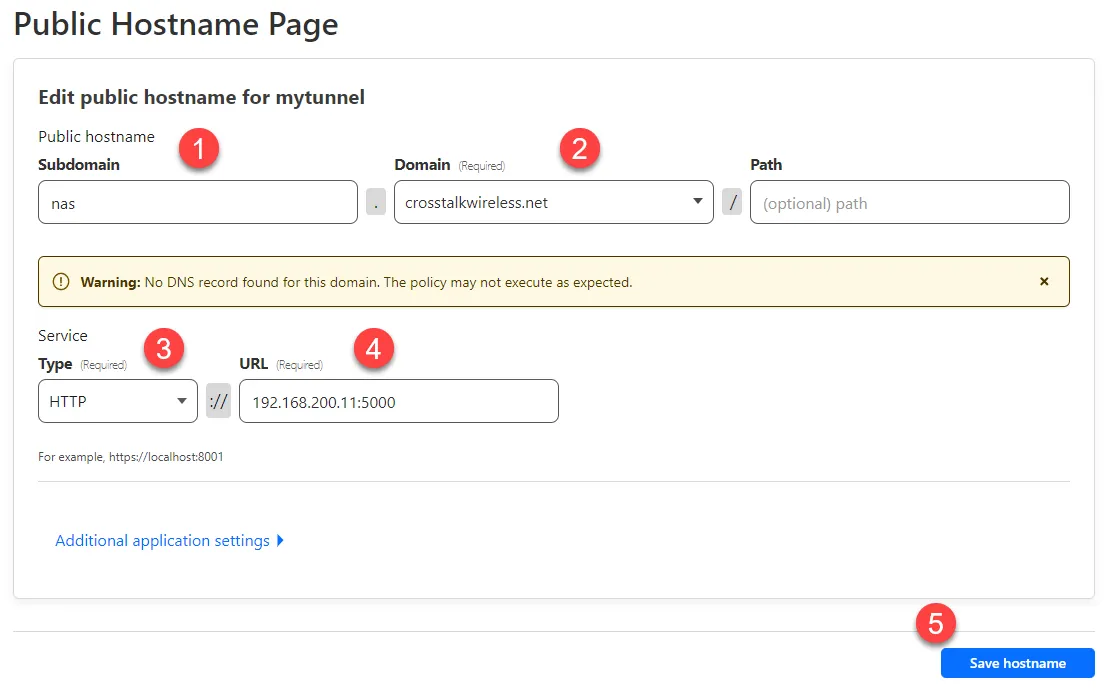 Public Hostname Page
Edit public hostname for mytunnel
Public hostname
1
2
Subdomain
Domain (Required)
Path
nas
.
crosstalkwireless.net
/
(optional) path
Warning: No DNS record found for this domain. The policy may not execute as expected.
×
Service
3
4
Type (Required)
URL (Required)
HTTP
://
192.168.200.11:5000
For example, https://localhost:8001
Additional application settings
5
Save hostname